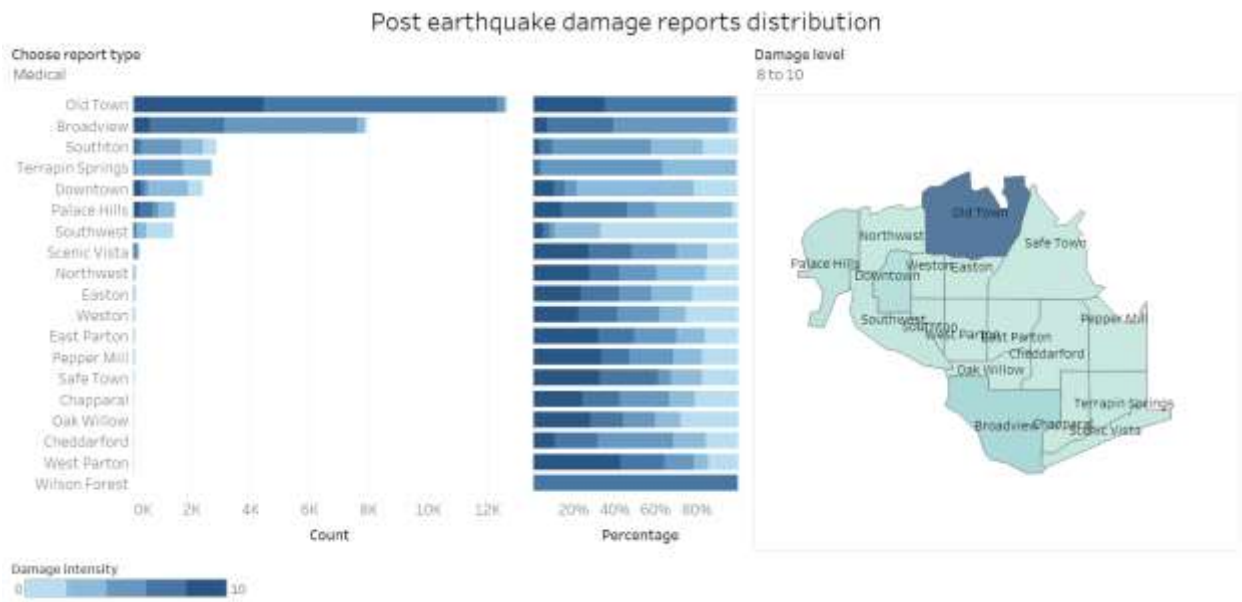 Post earthquake damage reports distribution
Choose report type
Medical
Damage level
8 to 10
Old Town
Broadview
Southton
Terrapin Springs
Downtown
Palace Hills
Southwest
Scenic Vista
Northwest
Easton
Weston
East Parton
Pepper Mill
Safe Town
Chapparal
Oak Willow
Cheddarford
West Parton
Wilson Forest
0K 2K 4K 6K 8K 10K 12K
Count
20% 40% 60% 80%
Percentage
Old Town
Northwest
Safe Town
Palace Hills
Weston
Easton
Downtown
Southwest
Southton
West Parton
East Parton
Pepper Mill
Cheddarford
Oak Willow
Terrapin Springs
Broadview
Chapparal
Scenic Vista
Damage intensity
0 10